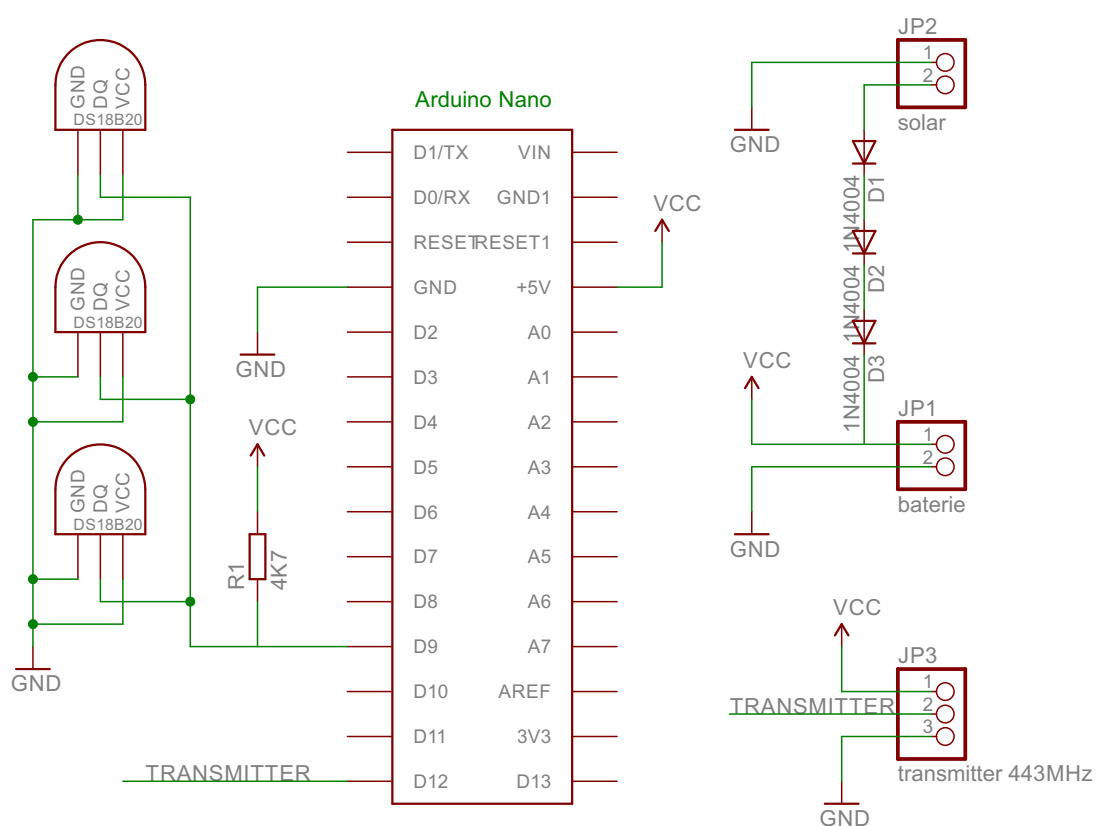 GND DQ VCC
DS18B20
GND DQ VCC
DS18B20
GND DQ VCC
DS18B20
GND
Arduino Nano
D1/TX VIN
D0/RX GND1
RESET RESET1
GND +5V
D2 A0
D3 A1
D4 A2
D5 A3
D6 A4
D7 A5
D8 A6
D9 A7
D10 AREF
D11 3V3
D12 D13
GND
VCC
R1
4K7
TRANSMITTER
VCC
JP2
1
2
solar
GND
1N4004 D1
1N4004 D2
1N4004 D3
VCC
JP1
1
2
baterie
GND
VCC
JP3
1
TRANSMITTER 2
3
transmitter 443MHz
GND